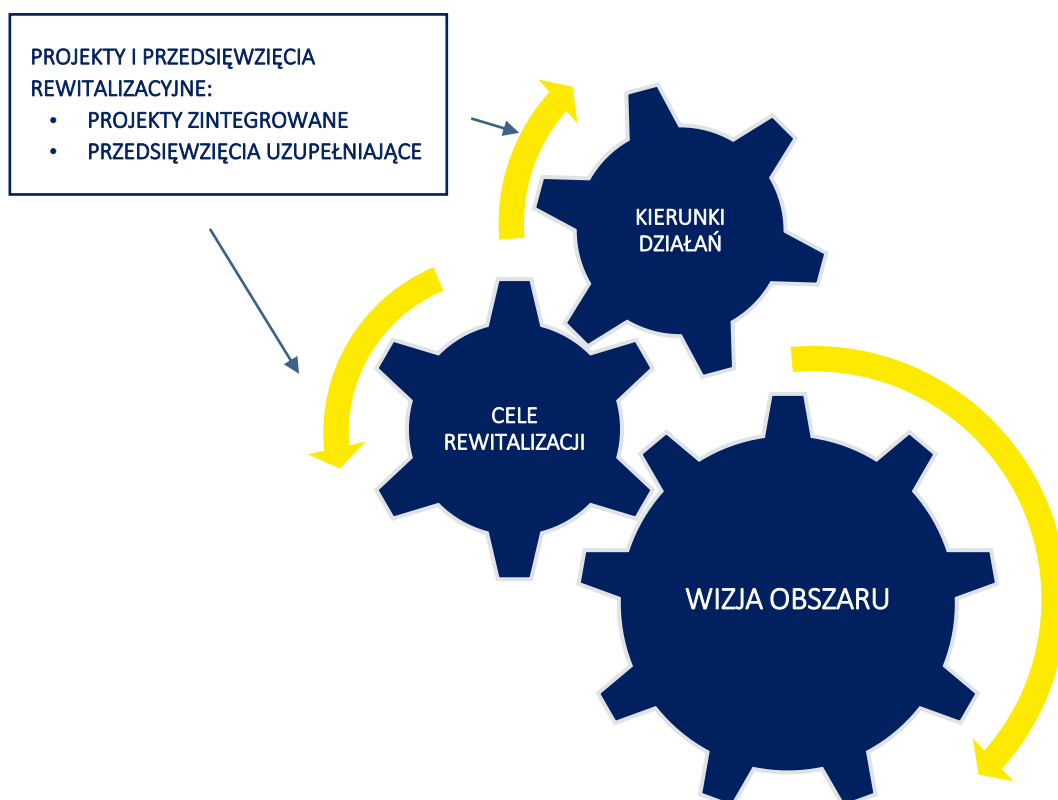 PROJEKTY I PRZEDSIĘWZIĘCIA
REWITALIZACYJNE:
• PROJEKTY ZINTEGROWANE
• PRZEDSIĘWZIĘCIA UZUPEŁNIAJĄCE
KIERUNKI
DZIAŁAŃ
CELE
REWITALIZACJI
WIZJA OBSZARU